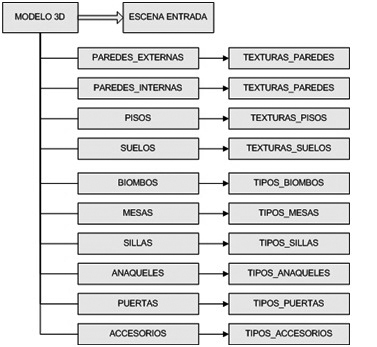 MODELO 3D
ESCENA ENTRADA
PAREDES_EXTERNAS
TEXTURAS_PAREDES
PAREDES_INTERNAS
TEXTURAS_PAREDES
PISOS
TEXTURAS_PISOS
SUELOS
TEXTURAS_SUELOS
BIOMBOS
TIPOS_BIOMBOS
MESAS
TIPOS_MESAS
SILLAS
TIPOS_SILLAS
ANAQUELES
TIPOS_ANAQUELES
PUERTAS
TIPOS_PUERTAS
ACCESORIOS
TIPOS_ACCESORIOS